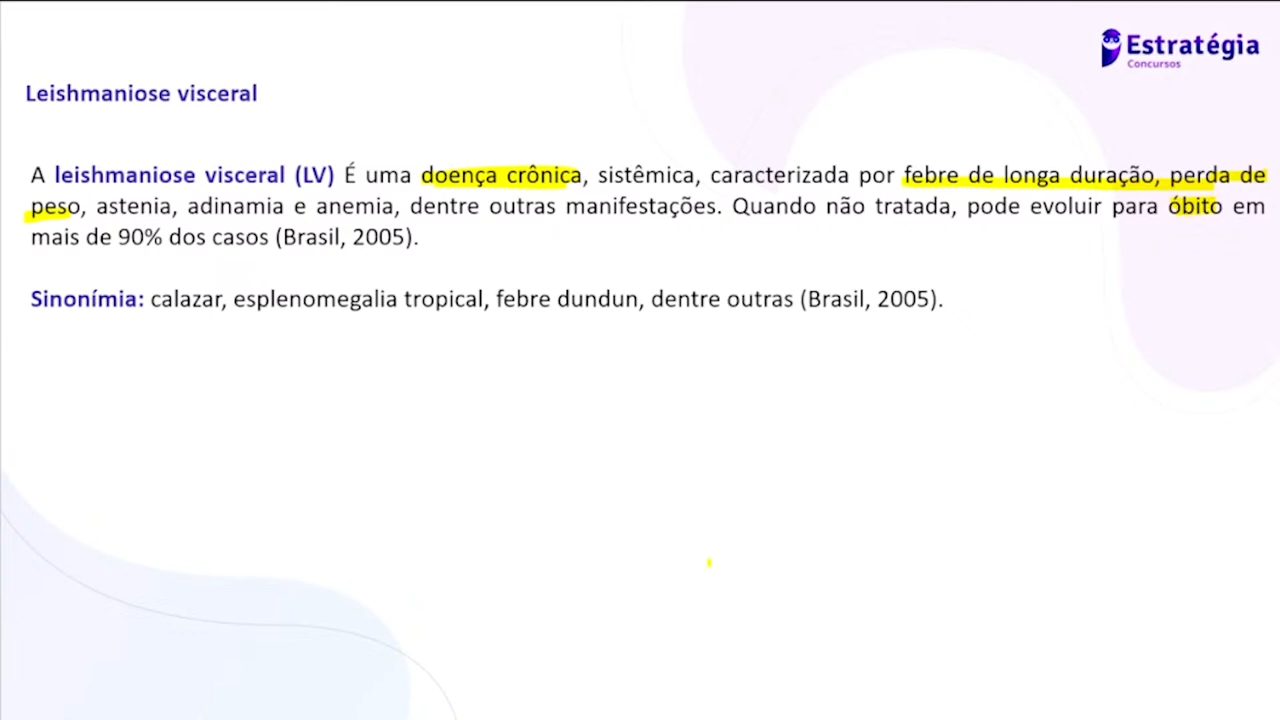 Estratégia
Concursos
Leishmaniose visceral
A leishmaniose visceral (LV) É uma doença crônica, sistêmica, caracterizada por febre de longa duração, perda de
peso, astenia, adinamia e anemia, dentre outras manifestações. Quando não tratada, pode evoluir para óbito em
mais de 90% dos casos (Brasil, 2005).
Sinonímia: calazar, esplenomegalia tropical, febre dundun, dentre outras (Brasil, 2005).